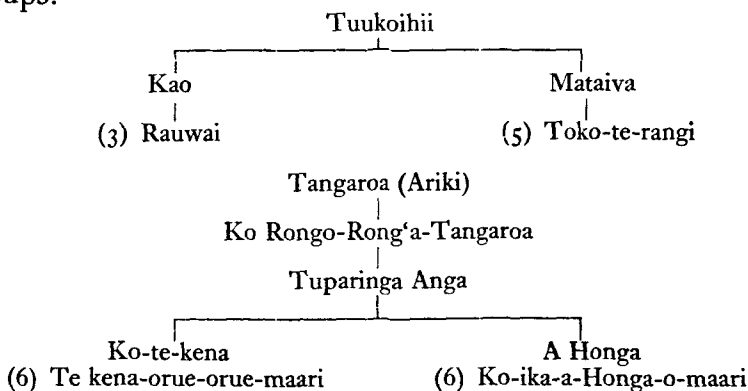 Tuukoihii
Kao Mataiva
(3) Rauwai (5) Toko-te-rangi
Tangaroa (Ariki)
Ko Rongo-Rong‘a-Tangaroa
Tuparinga Anga
Ko-te-kena A Honga
(6) Te kena-orue-orue-maari (6) Ko-ika-a-Honga-o-maari